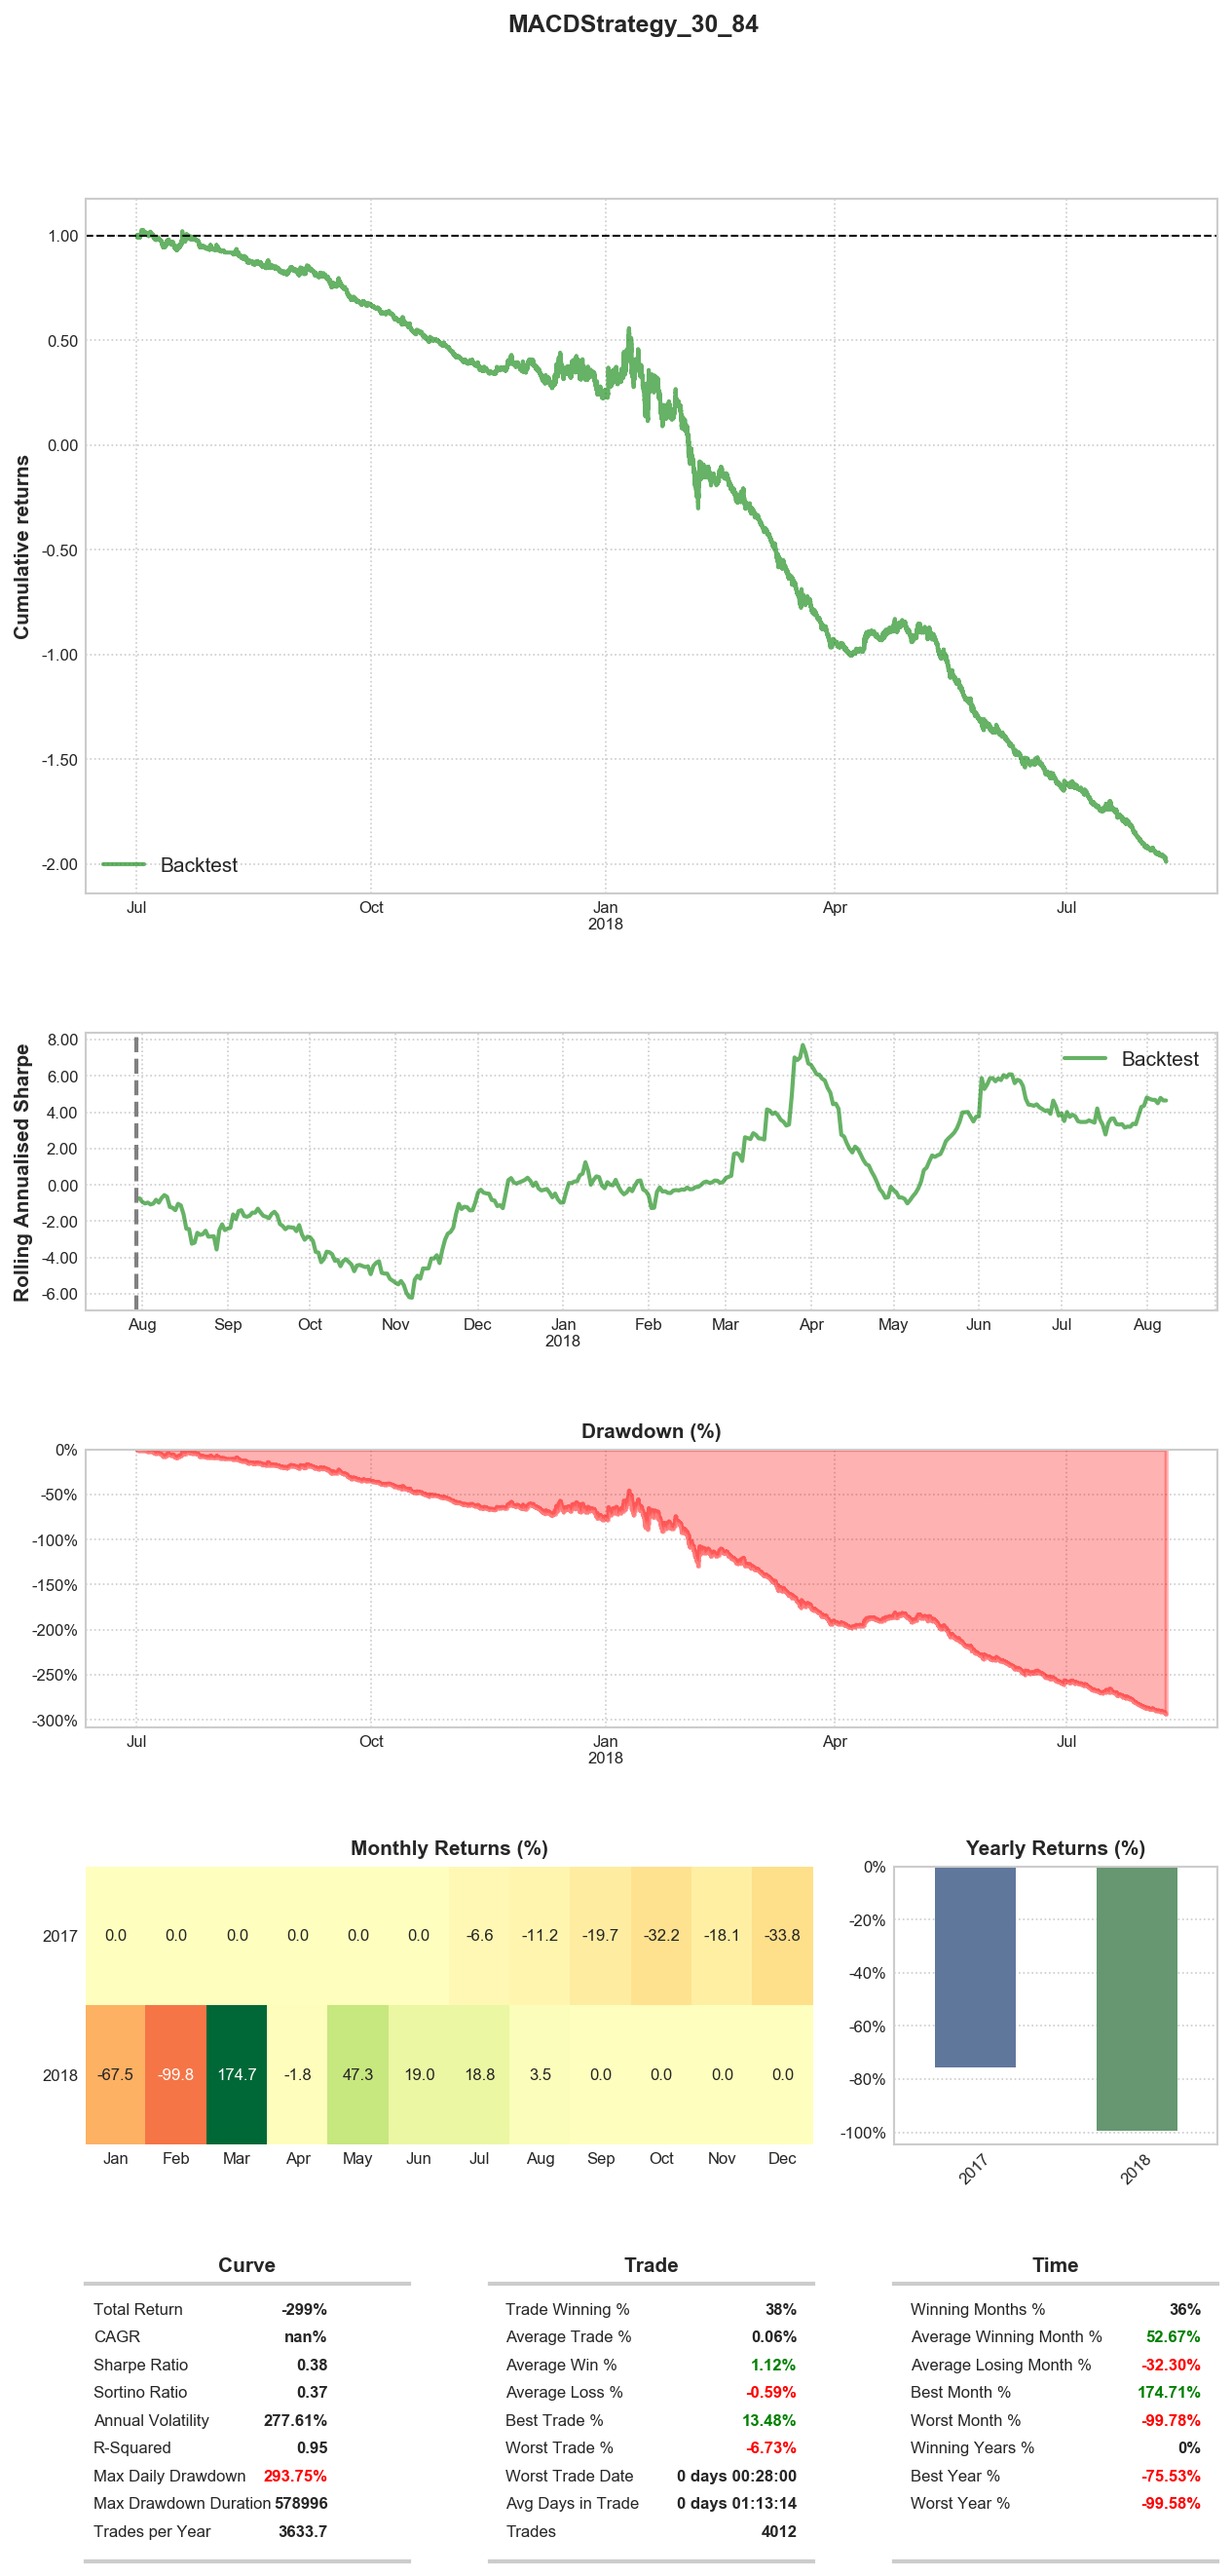 MACDStrategy_30_84
1.00
0.50
0.00
-0.50
-1.00
-1.50
-2.00
Cumulative returns
Backtest
Jul Oct Jan Apr Jul
2018
8.00
6.00
4.00
2.00
0.00
-2.00
-4.00
-6.00
Rolling Annualised Sharpe
Backtest
Aug Sep Oct Nov Dec Jan Feb Mar Apr May Jun Jul Aug
2018
Drawdown (%)
0%
-50%
-100%
-150%
-200%
-250%
-300%
Jul Oct Jan Apr Jul
2018
Monthly Returns (%)
2017 0.0 0.0 0.0 0.0 0.0 0.0 -6.6 -11.2 -19.7 -32.2 -18.1 -33.8
2018 -67.5 -99.8 174.7 -1.8 47.3 19.0 18.8 3.5 0.0 0.0 0.0 0.0
Jan Feb Mar Apr May Jun Jul Aug Sep Oct Nov Dec
Yearly Returns (%)
0%
-20%
-40%
-60%
-80%
-100%
2017 2018
Curve
Total Return -299%
CAGR nan%
Sharpe Ratio 0.38
Sortino Ratio 0.37
Annual Volatility 277.61%
R-Squared 0.95
Max Daily Drawdown 293.75%
Max Drawdown Duration 578996
Trades per Year 3633.7
Trade
Trade Winning % 38%
Average Trade % 0.06%
Average Win % 1.12%
Average Loss % -0.59%
Best Trade % 13.48%
Worst Trade % -6.73%
Worst Trade Date 0 days 00:28:00
Avg Days in Trade 0 days 01:13:14
Trades 4012
Time
Winning Months % 36%
Average Winning Month % 52.67%
Average Losing Month % -32.30%
Best Month % 174.71%
Worst Month % -99.78%
Winning Years % 0%
Best Year % -75.53%
Worst Year % -99.58%